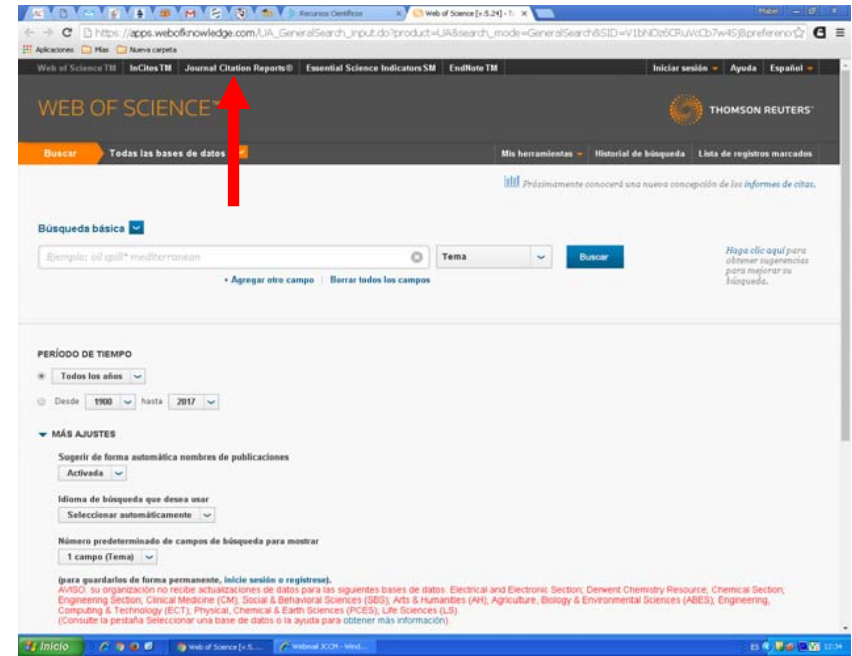 Recursos Científicos
Web of Science [v.5.24] - T
https://apps.webofknowledge.com/UA_GeneralSearch_input.do?product=UA&search_mode=GeneralSearch&SID=
Aplicaciones Mias Nueva carpeta
Web of Science TM InCites TM Journal Citation Reports® Essential Science Indicators SM EndNote TM Iniciar sesión Ayuda Español
WEB OF SCIENCE™ THOMSON REUTERS™
Buscar Todas las bases de datos Mis herramientas Historial de búsqueda Lista de registros marcados
Próximamente conocerá una nueva concepción de los informes de citas.
Búsqueda básica
Ejemplo: oil spill* mediterranean Tema Buscar
Haga clic aquí para
obtener sugerencias
para mejorar su
búsqueda.
+ Agregar otro campo | Borrar todos los campos
PERÍODO DE TIEMPO
Todos los años
Desde 1900 hasta 2017
MÁS AJUSTES
Sugerir de forma automática nombres de publicaciones
Activada
Idioma de búsqueda que desea usar
Seleccionar automáticamente
Número predeterminado de campos de búsqueda para mostrar
1 campo (Tema)
(para guardarlos de forma permanente, inicie sesión o regístrese).
AVISO: su organización no recibe actualizaciones de datos para las siguientes bases de datos: Electrical and Electronic Section; Derwent Chemistry Resource; Chemical Section;
Engineering Section; Clinical Medicine (CM); Social & Behavioral Sciences (SBS); Arts & Humanities (AH); Agriculture, Biology & Environmental Sciences (ABES); Engineering,
Computing & Technology (ECT); Physical, Chemical & Earth Sciences (PCES); Life Sciences (LS).
(Consulte la pestaña Seleccionar una base de datos o la ayuda para obtener más información).
Inicio Web of Science [v.5.... Webmail JCCM - Wind... ES 12:34